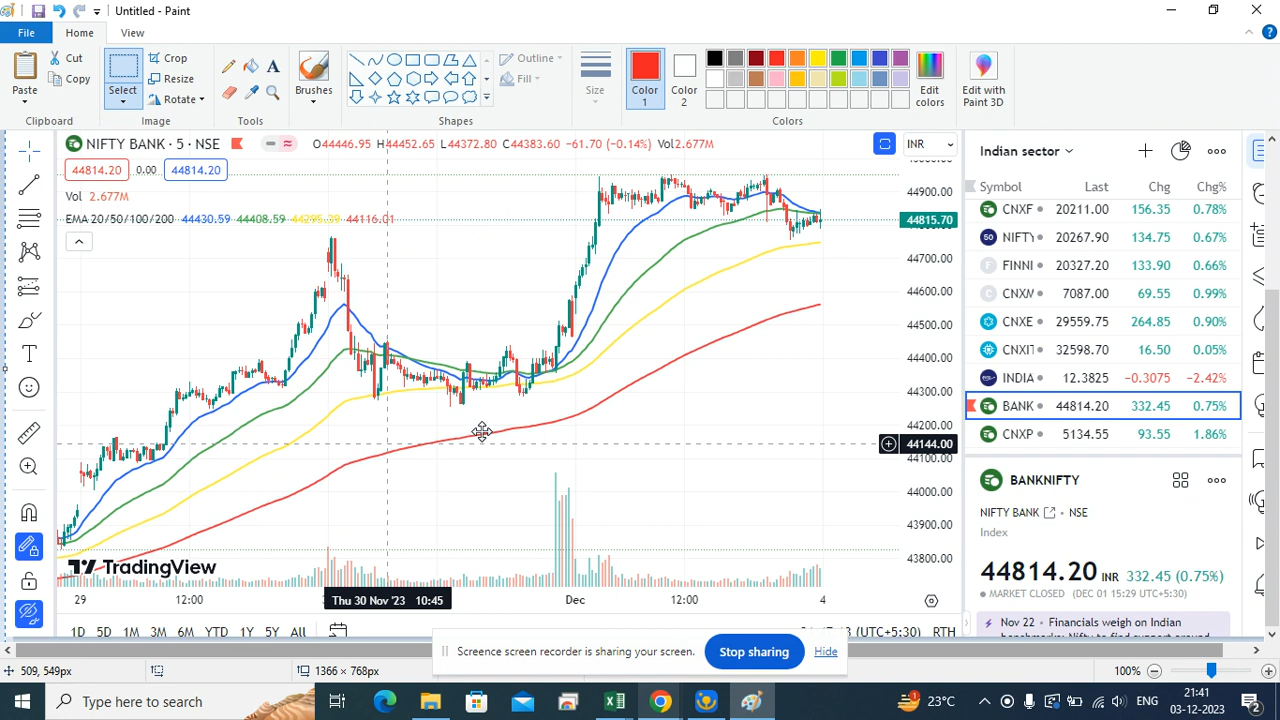 Untitled - Paint
File Home View
Paste Cut Copy
Clipboard
Select Crop Resize Rotate
Image
Tools
Brushes
Outline Fill
Shapes
Size
Color 1
Color 2
Edit colors
Colors
Edit with Paint 3D
NIFTY BANK · 5 · NSE O44446.95 H44452.65 L44372.80 C44383.60 −61.70 (−0.14%) Vol2.677M
INR
44814.20 0.00 44814.20
Vol 2.677M
EMA 20/50/100/200 44430.59 44408.59 44116.01
44900.00
44815.70
44700.00
44600.00
44500.00
44400.00
44300.00
44200.00
44144.00
44100.00
44000.00
43900.00
43800.00
TradingView
29 12:00 Thu 30 Nov '23 10:45 Dec 12:00 4
1D 5D 1M 3M 6M YTD 1Y 5Y All (UTC+5:30) RTH
Indian sector
Symbol Last Chg Chg%
CNXF 20211.00 156.35 0.78%
NIFTY 20267.90 134.75 0.67%
FINNI 20327.20 133.90 0.66%
CNXM 7087.00 69.55 0.99%
CNXE 29559.75 264.85 0.90%
CNXIT 32598.70 16.50 0.05%
INDIA 12.3825 −0.3075 −2.42%
BANK 44814.20 332.45 0.75%
CNXP 5134.55 93.55 1.86%
BANKNIFTY
NIFTY BANK · NSE
Index
44814.20 INR 332.45 (0.75%)
MARKET CLOSED (DEC 01 15:29 UTC+5:30)
Nov 22 · Financials weigh on Indian
benchmarks; Nifty to find support around
Screence screen recorder is sharing your screen. Stop sharing Hide
509, 549px 1366 × 768px 100%
Type here to search 23°C ENG 21:41
03-12-2023 2